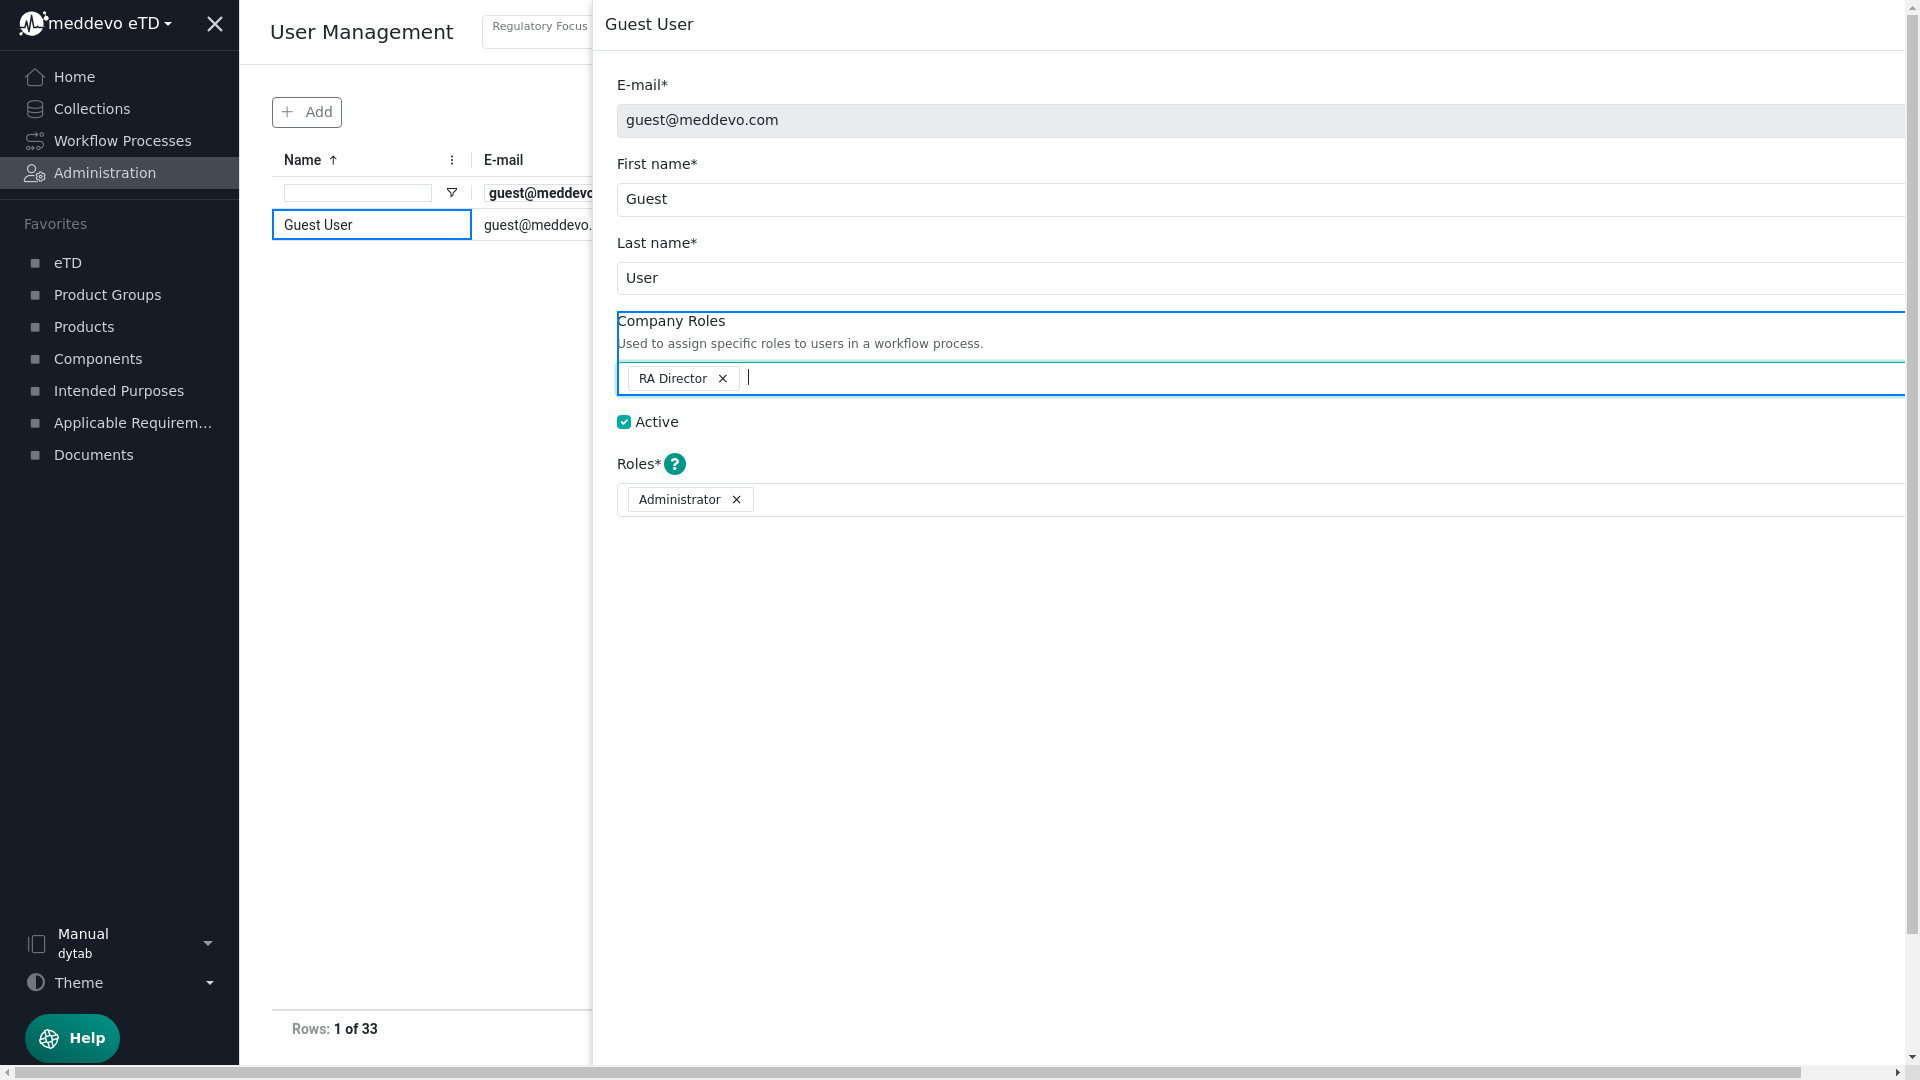 meddevo eTD
Home
Collections
Workflow Processes
Administration
Favorites
eTD
Product Groups
Products
Components
Intended Purposes
Applicable Requirem...
Documents
Manual
dytab
Theme
Help
User Management
Regulatory Focus
Add
Name
E-mail
guest@meddevo
Guest User
guest@meddevo.
Rows: 1 of 33
Guest User
E-mail*
guest@meddevo.com
First name*
Guest
Last name*
User
Company Roles
Used to assign specific roles to users in a workflow process.
RA Director
Active
Roles* ?
Administrator